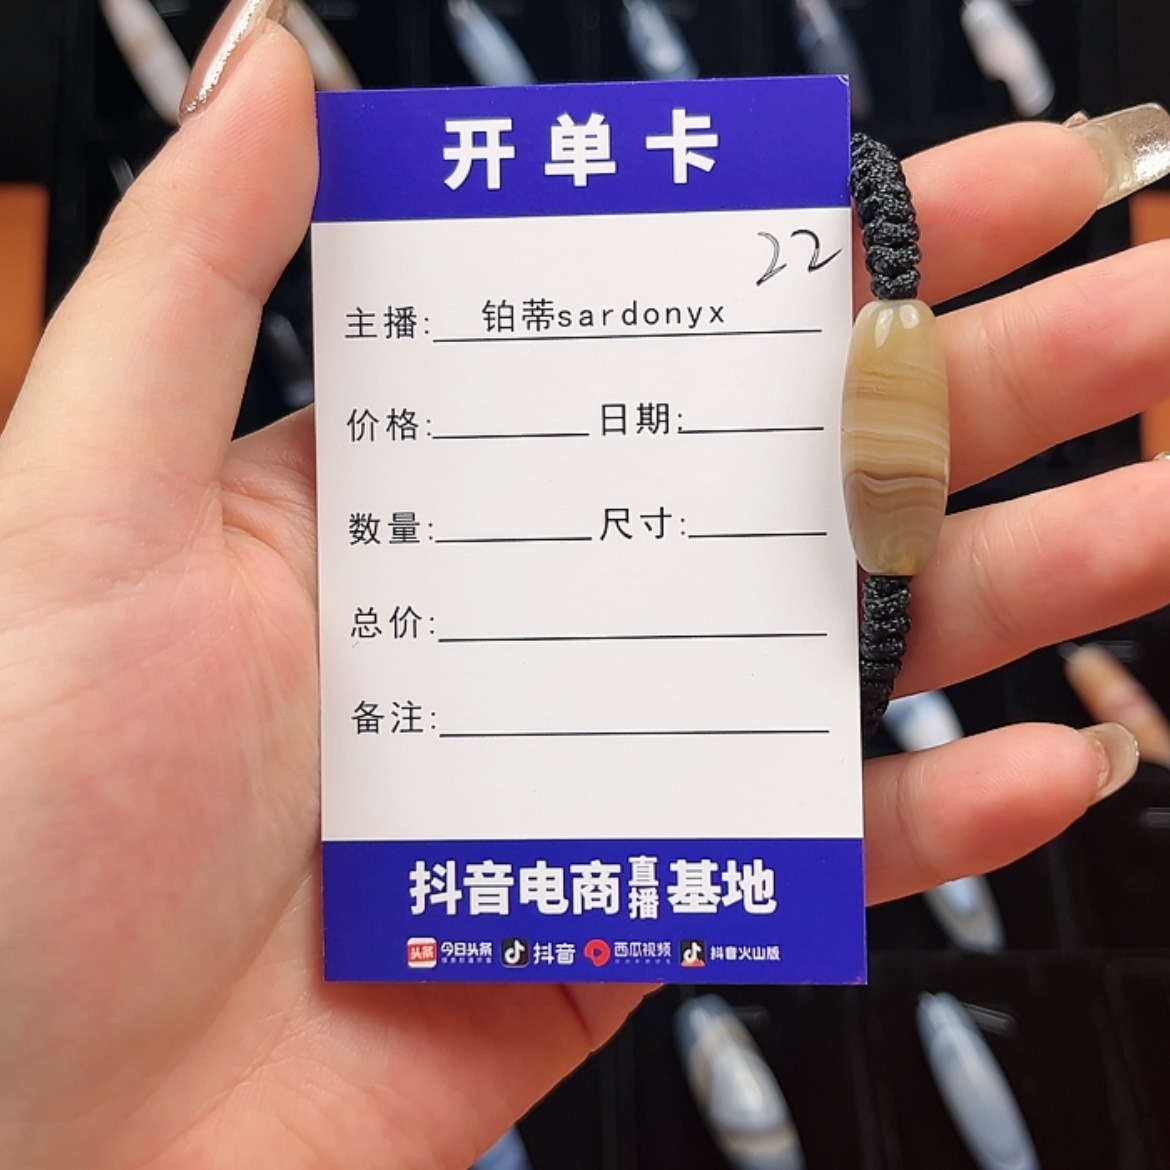 开单卡
22
主播: 铂蒂sardonyx
价格: 日期:
数量: 尺寸:
总价:
备注:
抖音电商直播基地
头条 今日头条 抖音 西瓜视频 抖音火山版